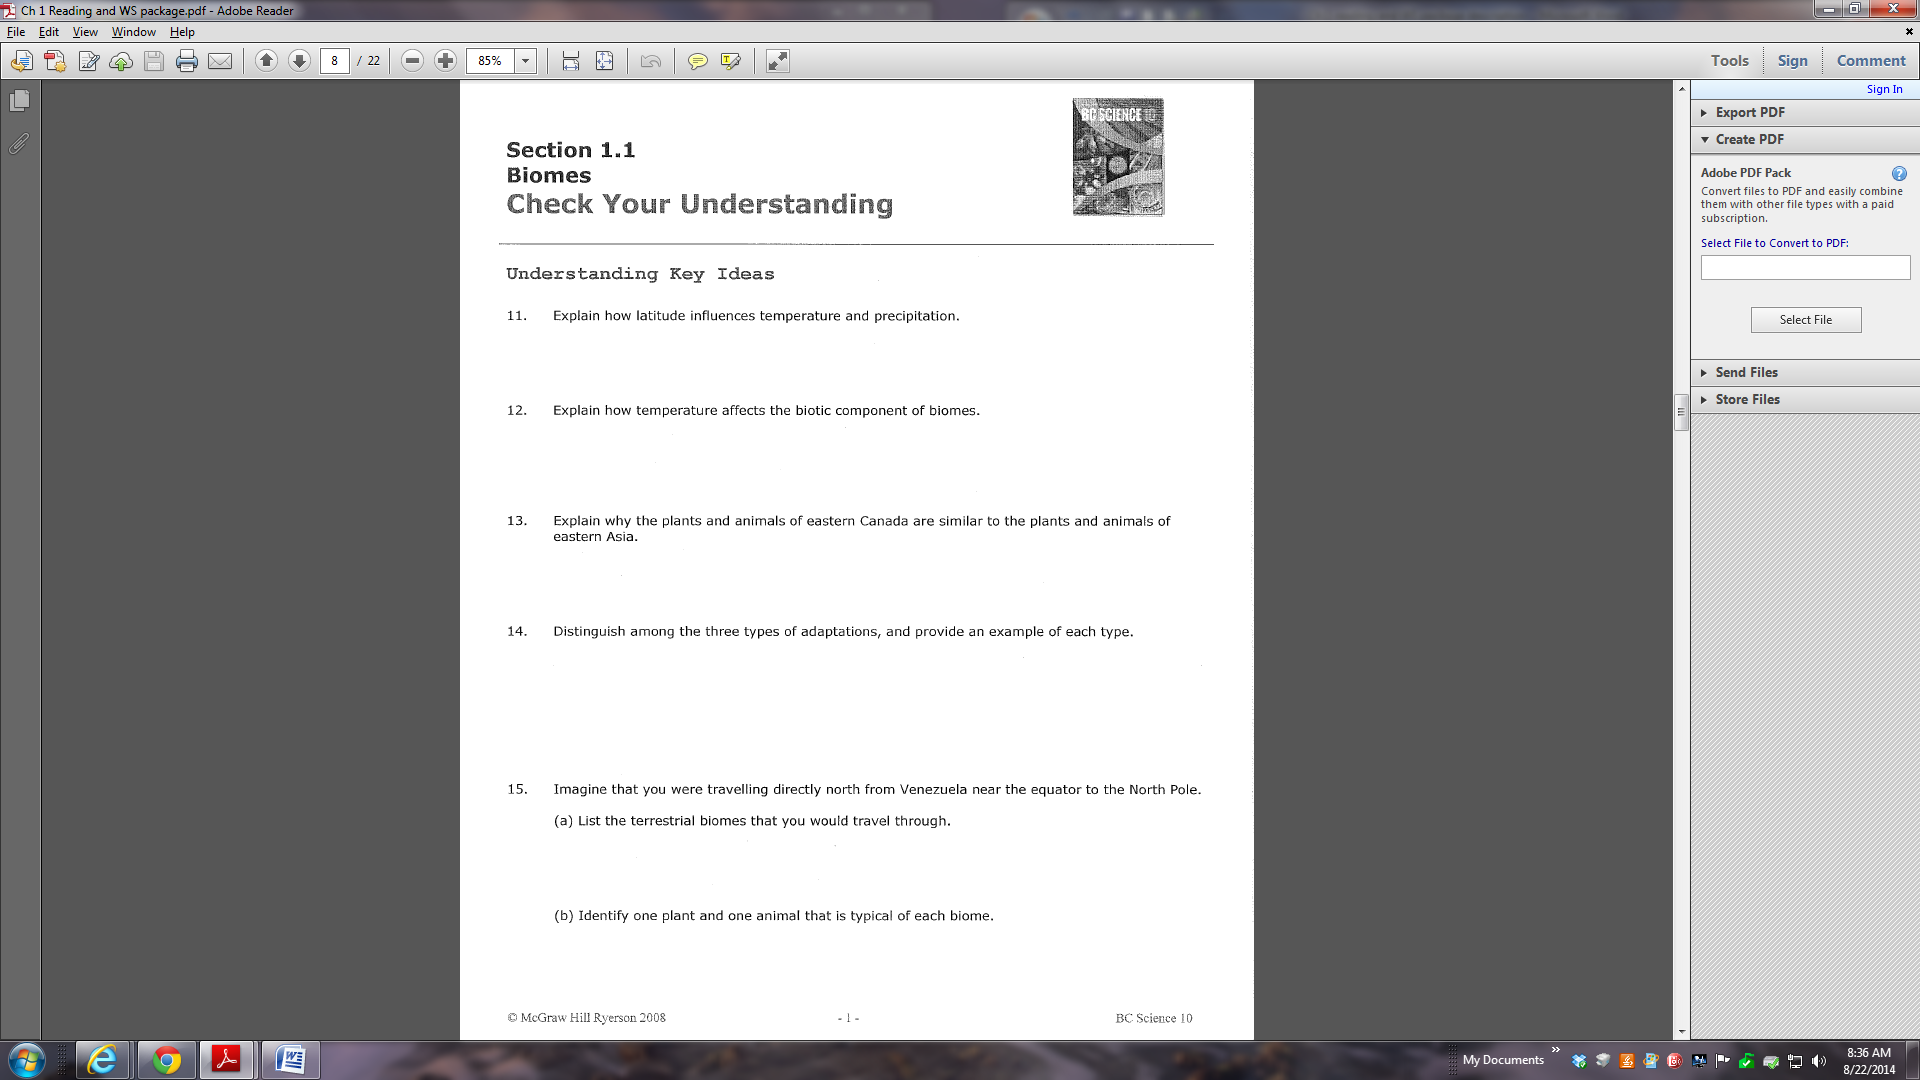 Ch 1 Reading and WS package.pdf - Adobe Reader
File Edit View Window Help
8 / 22 85% Tools Sign Comment
Sign In
Export PDF
Create PDF
Adobe PDF Pack
Convert files to PDF and easily combine
them with other file types with a paid
subscription.
Select File to Convert to PDF:
Select File
Send Files
Store Files
BC SCIENCE 10
Section 1.1
Biomes
Check Your Understanding
Understanding Key Ideas
11. Explain how latitude influences temperature and precipitation.
12. Explain how temperature affects the biotic component of biomes.
13. Explain why the plants and animals of eastern Canada are similar to the plants and animals of
eastern Asia.
14. Distinguish among the three types of adaptations, and provide an example of each type.
15. Imagine that you were travelling directly north from Venezuela near the equator to the North Pole.
(a) List the terrestrial biomes that you would travel through.
(b) Identify one plant and one animal that is typical of each biome.
© McGraw Hill Ryerson 2008 - 1 - BC Science 10
My Documents
8:36 AM
8/22/2014